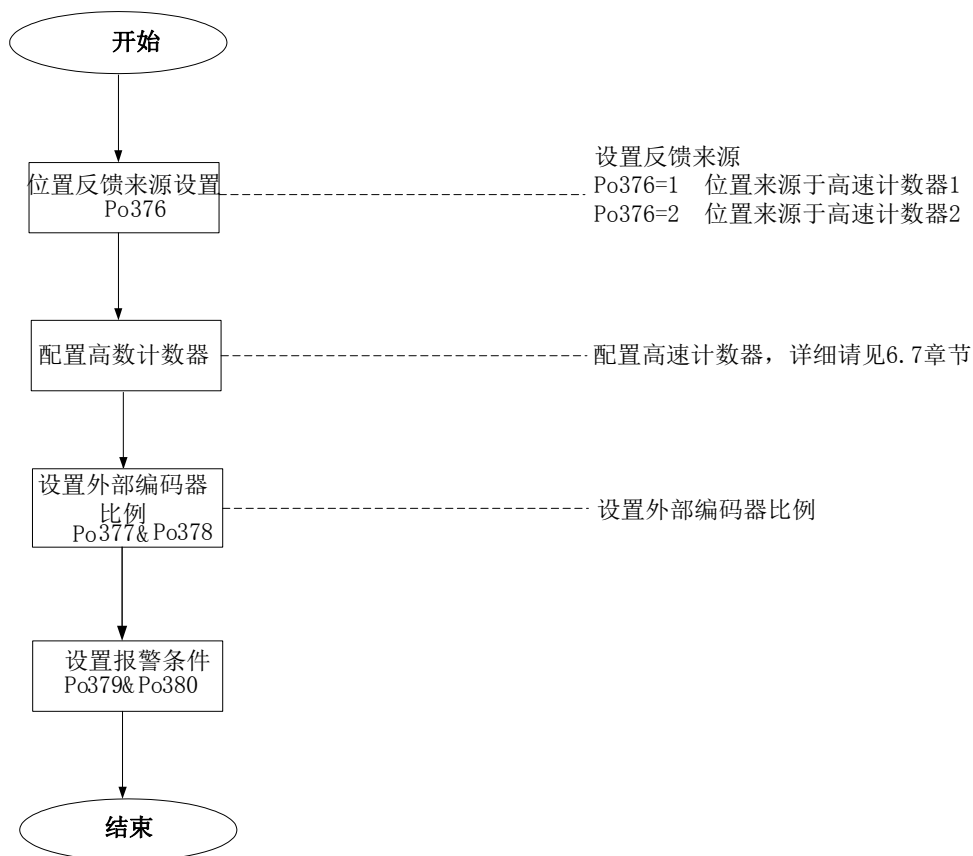 开始
位置反馈来源设置
Po376
设置反馈来源
Po376=1 位置来源于高速计数器1
Po376=2 位置来源于高速计数器2
配置高数计数器
配置高速计数器，详细请见6.7章节
设置外部编码器
比例
Po377&Po378
设置外部编码器比例
设置报警条件
Po379&Po380
结束